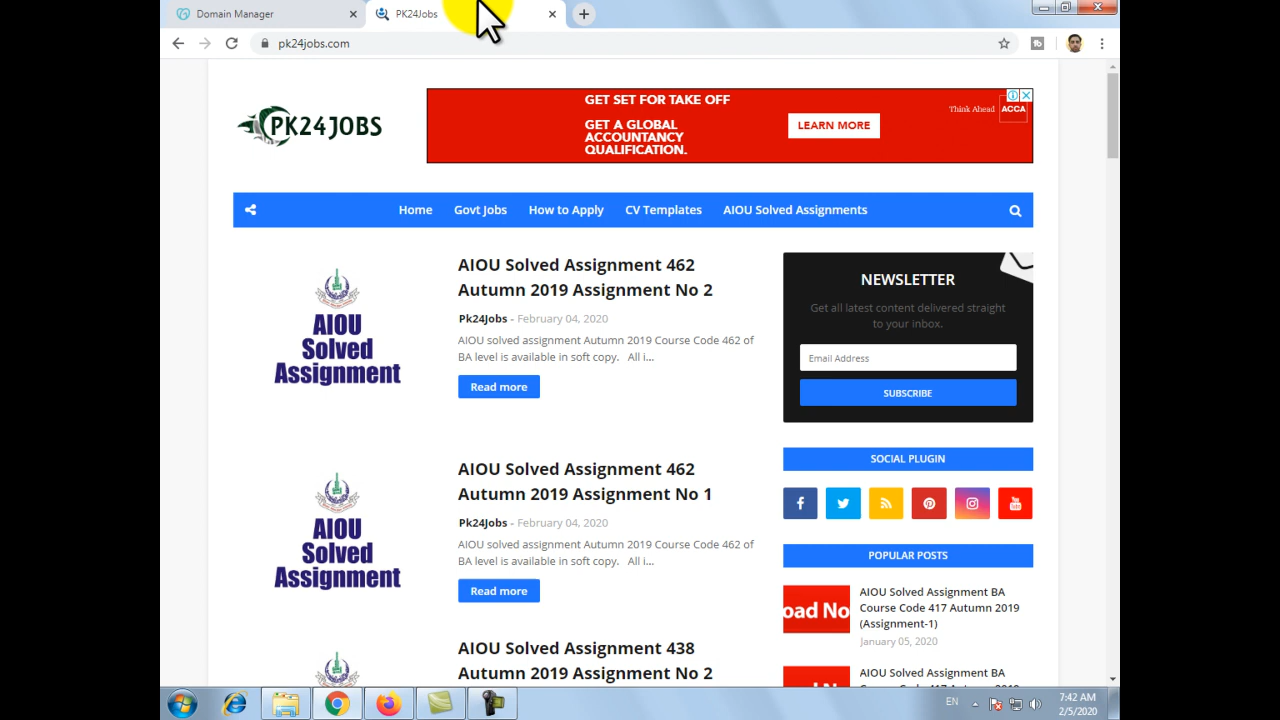 Domain Manager
PK24Jobs
pk24jobs.com
PK24JOBS
GET SET FOR TAKE OFF
GET A GLOBAL
ACCOUNTANCY
QUALIFICATION.
LEARN MORE
Think Ahead
ACCA
Home
Govt Jobs
How to Apply
CV Templates
AIOU Solved Assignments
AIOU
Solved
Assignment
AIOU Solved Assignment 462
Autumn 2019 Assignment No 2
Pk24Jobs - February 04, 2020
AIOU solved assignment Autumn 2019 Course Code 462 of
BA level is available in soft copy.   All i...
Read more
AIOU
Solved
Assignment
AIOU Solved Assignment 462
Autumn 2019 Assignment No 1
Pk24Jobs - February 04, 2020
AIOU solved assignment Autumn 2019 Course Code 462 of
BA level is available in soft copy.   All i...
Read more
AIOU Solved Assignment 438
Autumn 2019 Assignment No 2
NEWSLETTER
Get all latest content delivered straight
to your inbox.
Email Address
SUBSCRIBE
SOCIAL PLUGIN
POPULAR POSTS
oad No
AIOU Solved Assignment BA
Course Code 417 Autumn 2019
(Assignment-1)
January 05, 2020
AIOU Solved Assignment BA
EN
7:42 AM
2/5/2020